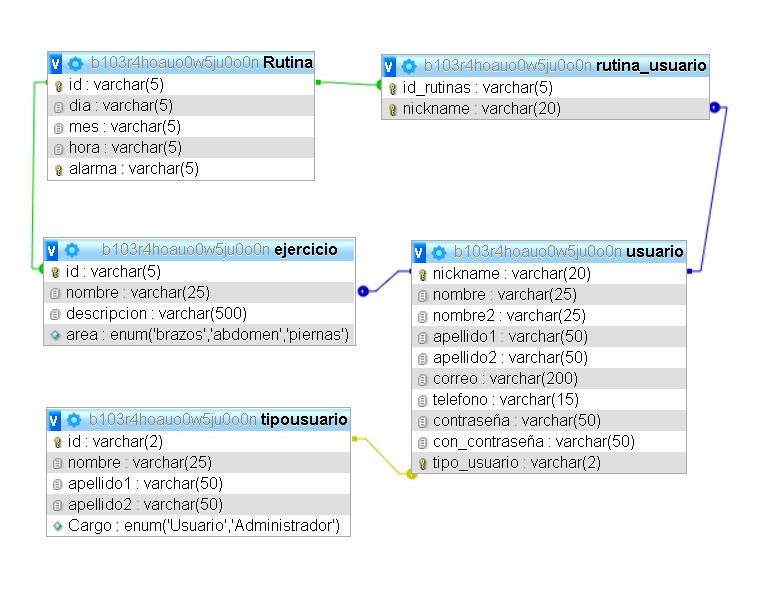 v b103r4hoauo0w5ju0o0n Rutina
id : varchar(5)
dia : varchar(5)
mes : varchar(5)
hora : varchar(5)
alarma : varchar(5)
v b103r4hoauo0w5ju0o0n rutina_usuario
id_rutinas : varchar(5)
nickname : varchar(20)
v b103r4hoauo0w5ju0o0n ejercicio
id : varchar(5)
nombre : varchar(25)
descripcion : varchar(500)
area : enum('brazos','abdomen','piernas')
v b103r4hoauo0w5ju0o0n usuario
nickname : varchar(20)
nombre : varchar(25)
nombre2 : varchar(25)
apellido1 : varchar(50)
apellido2 : varchar(50)
correo : varchar(200)
telefono : varchar(15)
contraseña : varchar(50)
con_contraseña : varchar(50)
tipo_usuario : varchar(2)
v b103r4hoauo0w5ju0o0n tipousuario
id : varchar(2)
nombre : varchar(25)
apellido1 : varchar(50)
apellido2 : varchar(50)
Cargo : enum('Usuario','Administrador')